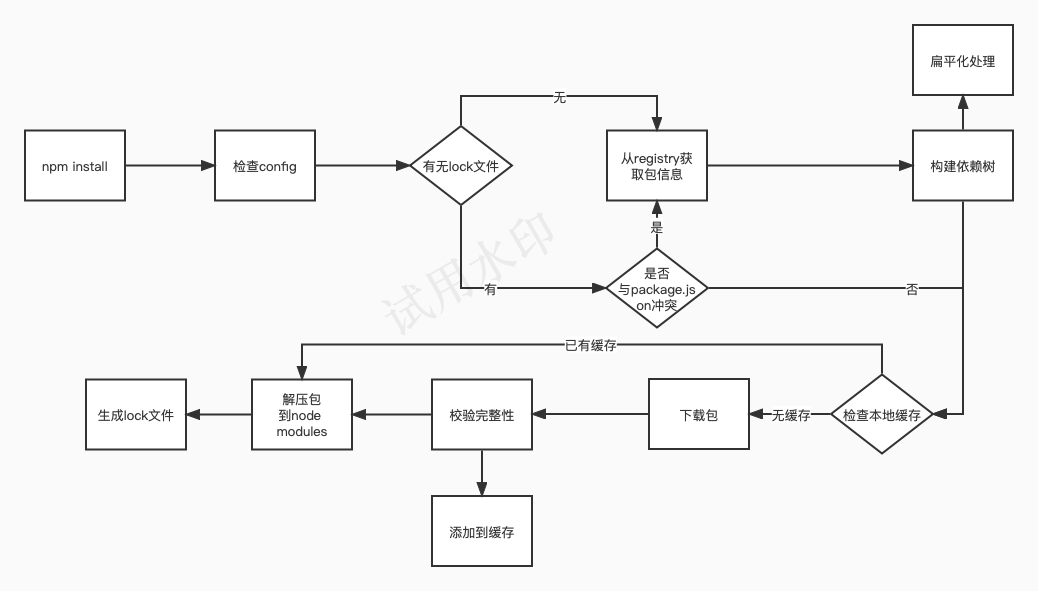 扁平化处理
无
npm install
检查config
有无lock文件
从registry获
取包信息
构建依赖树
是
试用水印
是否
与package.js
on冲突
有
否
已有缓存
生成lock文件
解压包
到node
modules
校验完整性
下载包
无缓存
检查本地缓存
添加到缓存